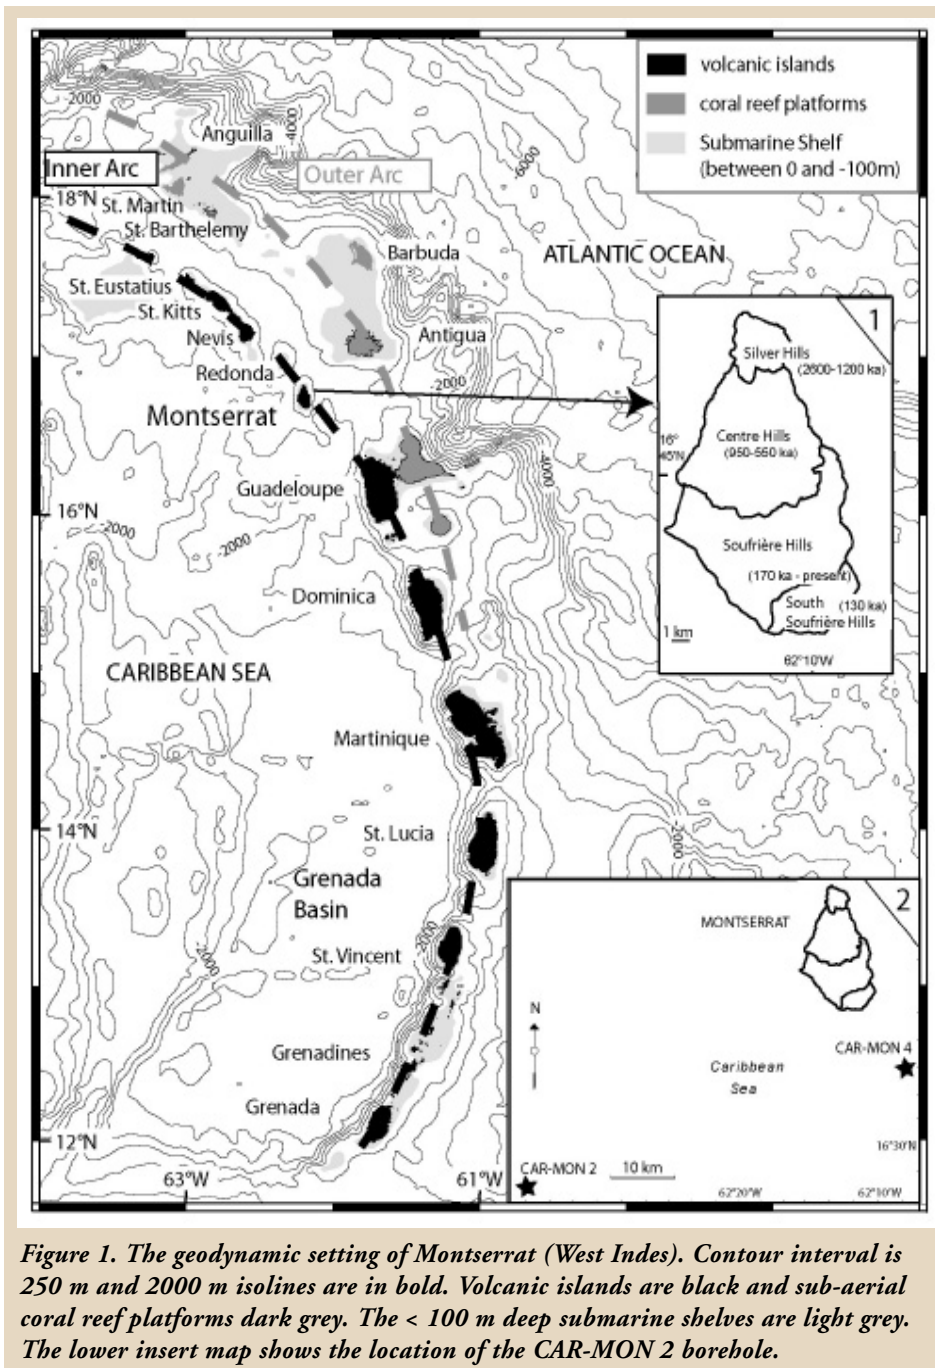 volcanic islands
coral reef platforms
Submarine Shelf
(between 0 and -100m)
-2000
-4000
Anguilla
-6000
Inner Arc
Outer Arc
18°N
St. Martin
St. Barthelemy
Barbuda
ATLANTIC OCEAN
St. Eustatius
St. Kitts
Nevis
Antigua
Redonda
-2000
Montserrat
1
Silver Hills
(2600-1200 ka)
Centre Hills
(950-550 ka)
16°
45'N
Soufrière Hills
(170 ka - present)
South
Soufrière Hills
(130 ka)
1 km
62°10'W
-4000
Guadeloupe
16°N
-2000
-2000
Dominica
CARIBBEAN SEA
Martinique
14°N
St. Lucia
-2000
Grenada
Basin
-2000
St. Vincent
-2000
Grenadines
Grenada
12°N
63°W
61°W
2
MONTSERRAT
N
CAR-MON 4
Caribbean
Sea
16°30'N
CAR-MON 2
10 km
62°20'W
62°10'W
Figure 1. The geodynamic setting of Montserrat (West Indes). Contour interval is
250 m and 2000 m isolines are in bold. Volcanic islands are black and sub-aerial
coral reef platforms dark grey. The < 100 m deep submarine shelves are light grey.
The lower insert map shows the location of the CAR-MON 2 borehole.